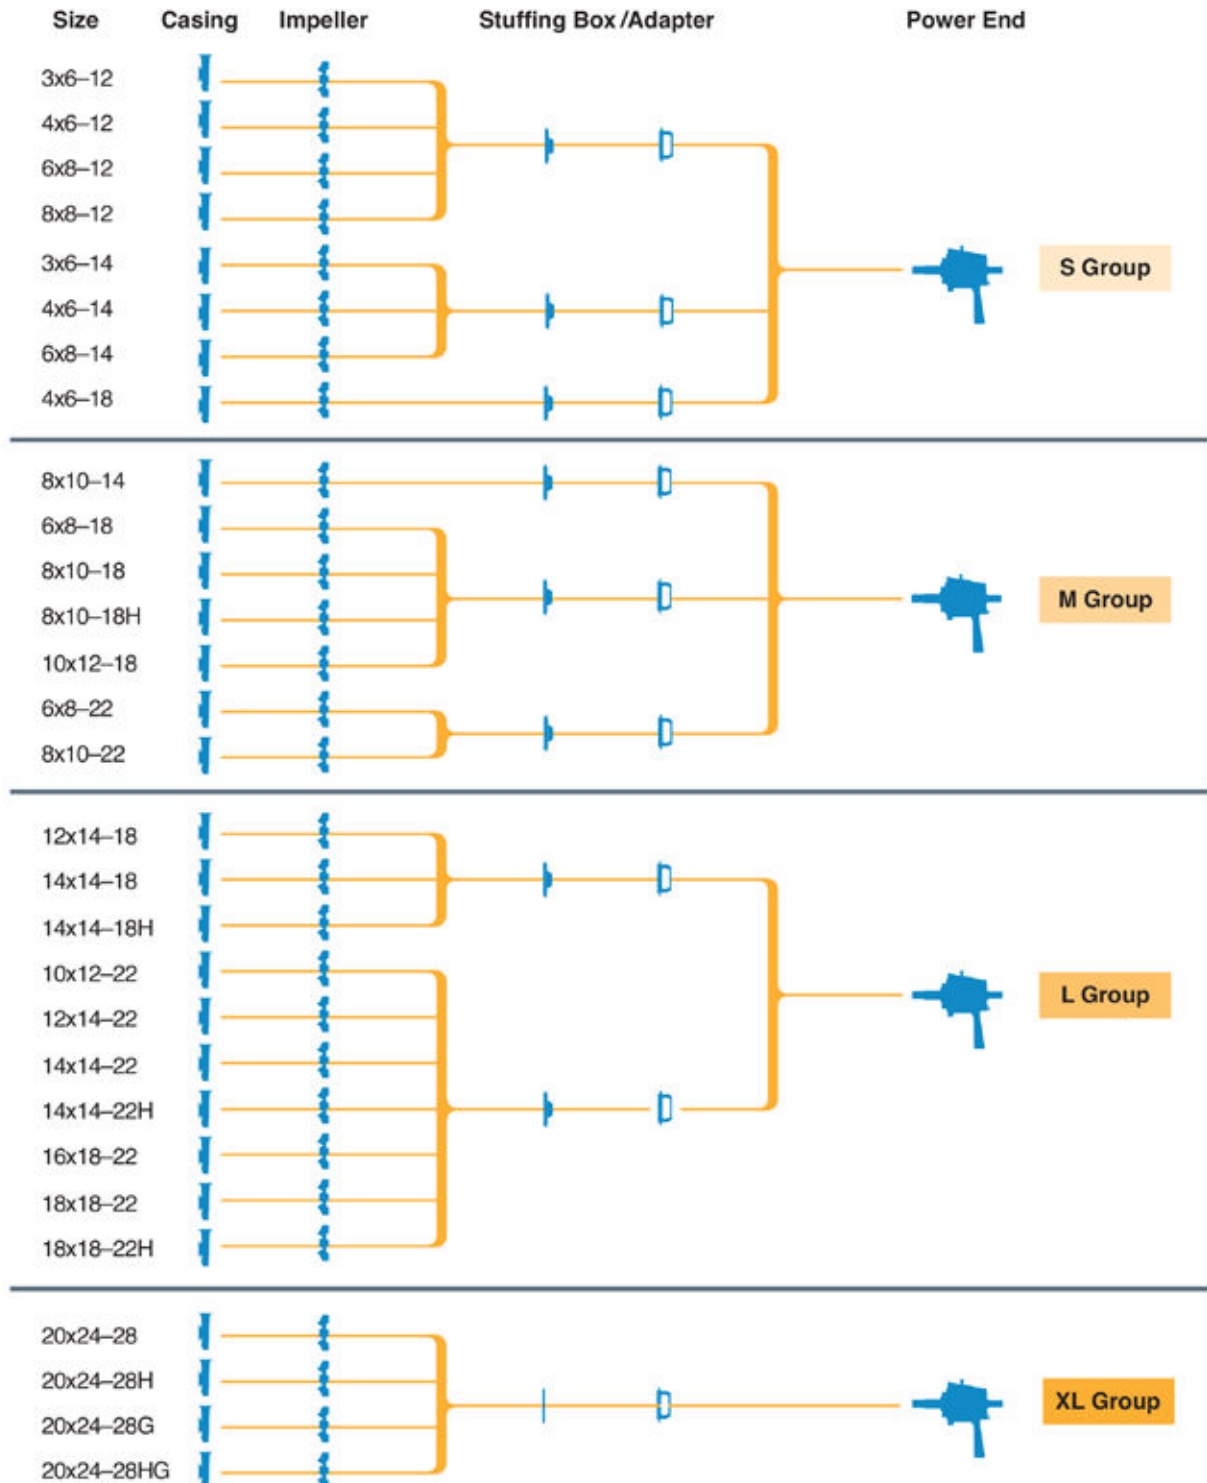 Size Casing Impeller Stuffing Box/Adapter Power End
3x6–12
4x6–12
6x8–12
8x8–12
3x6–14
S Group
4x6–14
6x8–14
4x6–18
8x10–14
6x8–18
8x10–18
M Group
8x10–18H
10x12–18
6x8–22
8x10–22
12x14–18
14x14–18
14x14–18H
10x12–22
L Group
12x14–22
14x14–22
14x14–22H
16x18–22
18x18–22
18x18–22H
20x24–28
20x24–28H
XL Group
20x24–28G
20x24–28HG